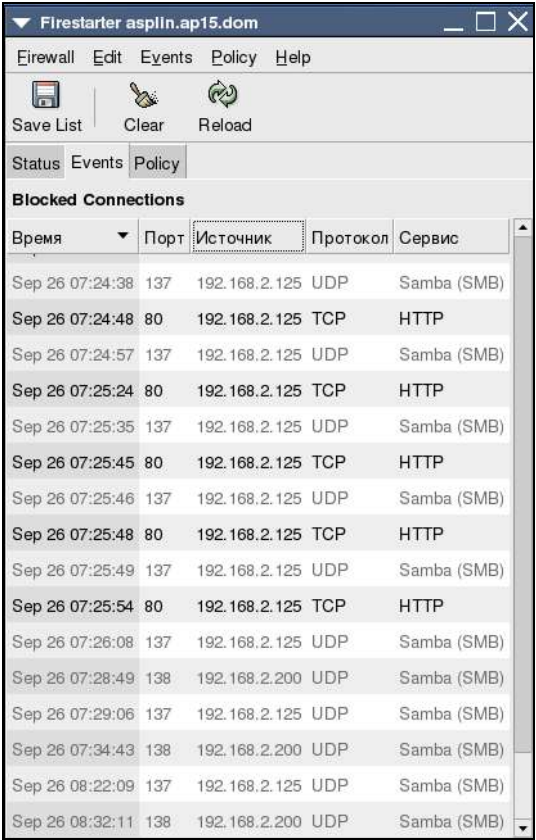 Firestarter asplin.ap15.dom
Firewall Edit Events Policy Help
Save List Clear Reload
Status Events Policy
Blocked Connections
Время Порт Источник Протокол Сервис
Sep 26 07:24:38 137 192.168.2.125 UDP Samba (SMB)
Sep 26 07:24:48 80 192.168.2.125 TCP HTTP
Sep 26 07:24:57 137 192.168.2.125 UDP Samba (SMB)
Sep 26 07:25:24 80 192.168.2.125 TCP HTTP
Sep 26 07:25:35 137 192.168.2.125 UDP Samba (SMB)
Sep 26 07:25:45 80 192.168.2.125 TCP HTTP
Sep 26 07:25:46 137 192.168.2.125 UDP Samba (SMB)
Sep 26 07:25:48 80 192.168.2.125 TCP HTTP
Sep 26 07:25:49 137 192.168.2.125 UDP Samba (SMB)
Sep 26 07:25:54 80 192.168.2.125 TCP HTTP
Sep 26 07:26:08 137 192.168.2.125 UDP Samba (SMB)
Sep 26 07:28:49 138 192.168.2.200 UDP Samba (SMB)
Sep 26 07:29:06 137 192.168.2.125 UDP Samba (SMB)
Sep 26 07:34:43 138 192.168.2.200 UDP Samba (SMB)
Sep 26 08:22:09 137 192.168.2.125 UDP Samba (SMB)
Sep 26 08:32:11 138 192.168.2.200 UDP Samba (SMB)